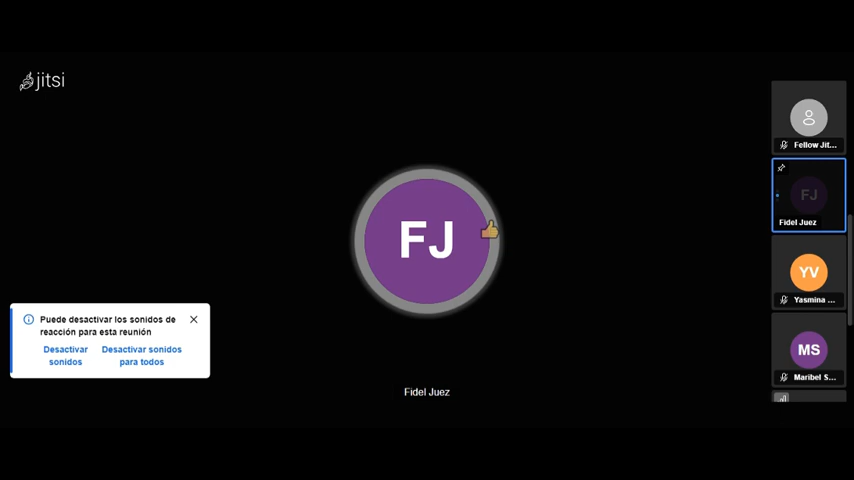 jitsi
FJ
Fidel Juez
Puede desactivar los sonidos de
reacción para esta reunión
Desactivar
sonidos
Desactivar sonidos
para todos
Fellow Jit...
FJ
Fidel Juez
YV
Yasmina ...
MS
Maribel S...